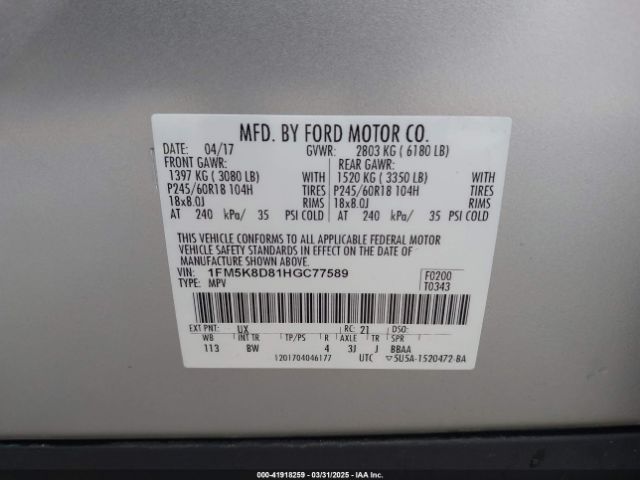 MFD. BY FORD MOTOR CO.
DATE: 04/17 GVWR: 2803 KG ( 6180 LB)
FRONT GAWR: REAR GAWR:
1397 KG ( 3080 LB) 1520 KG ( 3350 LB)
P245/60R18 104H TIRES P245/60R18 104H TIRES
18x8.0J RIMS 18x8.0J RIMS
AT 240 kPa/ 35 PSI COLD AT 240 kPa/ 35 PSI COLD
THIS VEHICLE CONFORMS TO ALL APPLICABLE FEDERAL MOTOR
VEHICLE SAFETY STANDARDS IN EFFECT ON THE DATE OF
MANUFACTURE SHOWN ABOVE.
VIN: 1FM5K8D81HGC77589 F0200
TYPE: MPV T0343
EXT PNT: UX RC: 21 DSO:
WB INT TR TP/PS R AXLE TR SPR
113 BW 4 3J J BBAA
1201704046177 UTC ▽5U5A-1520472-BA
000-41918259 - 03/31/2025 - IAAI.COM